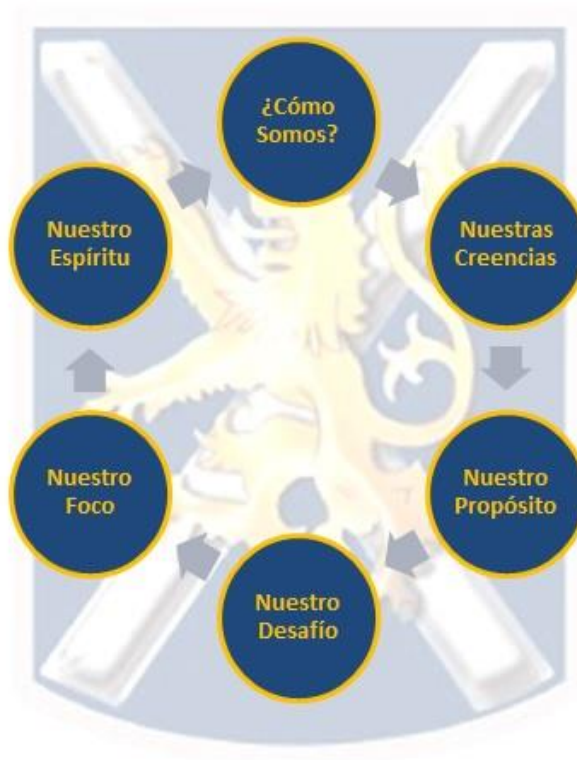 ¿Cómo
Somos?
Nuestras
Creencias
Nuestro
Propósito
Nuestro
Desafío
Nuestro
Foco
Nuestro
Espíritu